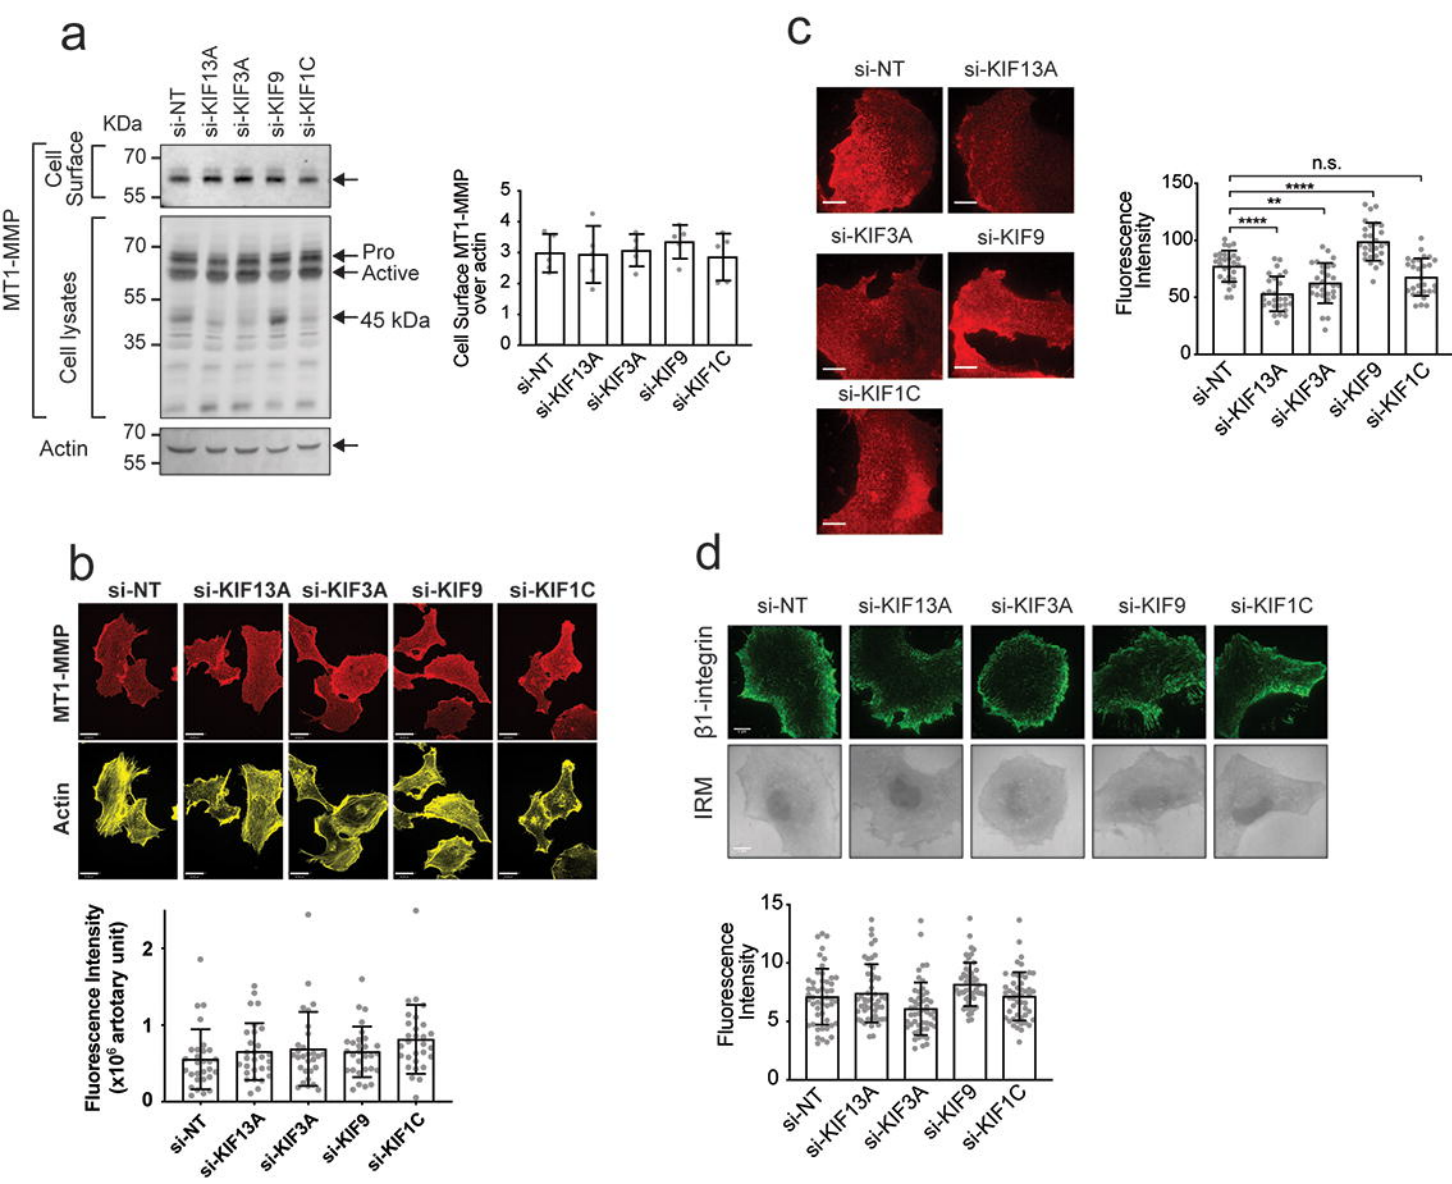 a
si-NT
si-KIF13A
si-KIF3A
si-KIF9
si-KIF1C
KDa
MT1-MMP
Cell
Surface
70
55
Cell lysates
70
55
35
Pro
Active
45 kDa
Actin
70
55
Cell Surface MT1-MMP
over actin
5
4
3
2
1
0
si-NT
si-KIF13A
si-KIF3A
si-KIF9
si-KIF1C
c
si-NT
si-KIF13A
si-KIF3A
si-KIF9
si-KIF1C
Fluorescence
Intensity
150
100
50
0
n.s.
****
**
****
si-NT
si-KIF13A
si-KIF3A
si-KIF9
si-KIF1C
b
si-NT
si-KIF13A
si-KIF3A
si-KIF9
si-KIF1C
MT1-MMP
Actin
Fluorescence Intensity
(x10⁶ artotary unit)
2
1
0
si-NT
si-KIF13A
si-KIF3A
si-KIF9
si-KIF1C
d
si-NT
si-KIF13A
si-KIF3A
si-KIF9
si-KIF1C
β1-integrin
IRM
Fluorescence
Intensity
15
10
5
0
si-NT
si-KIF13A
si-KIF3A
si-KIF9
si-KIF1C